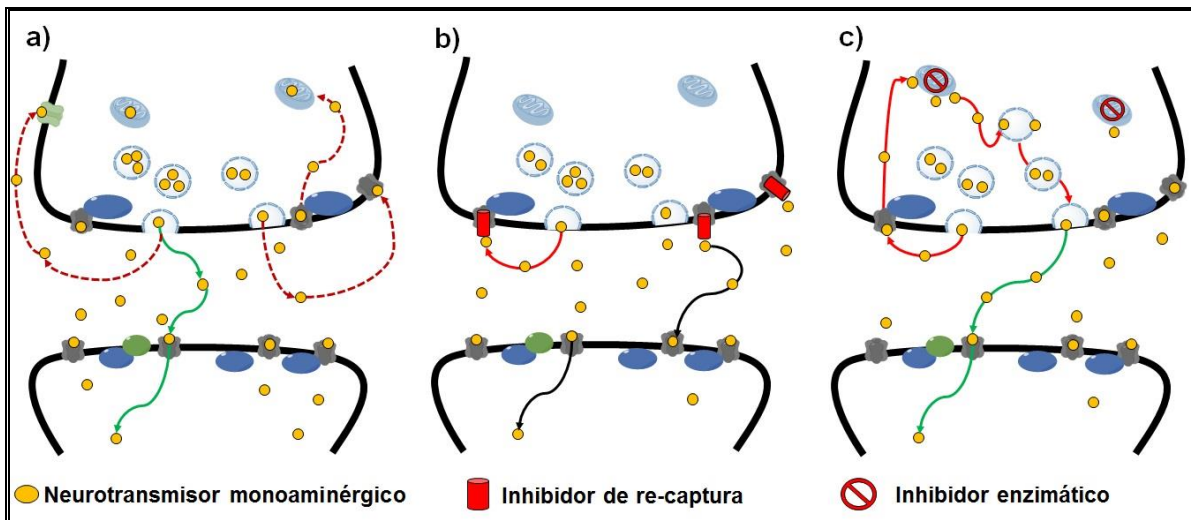 a)
b)
c)
Neurotransmisor monoaminérgico
Inhibidor de re-captura
Inhibidor enzimático